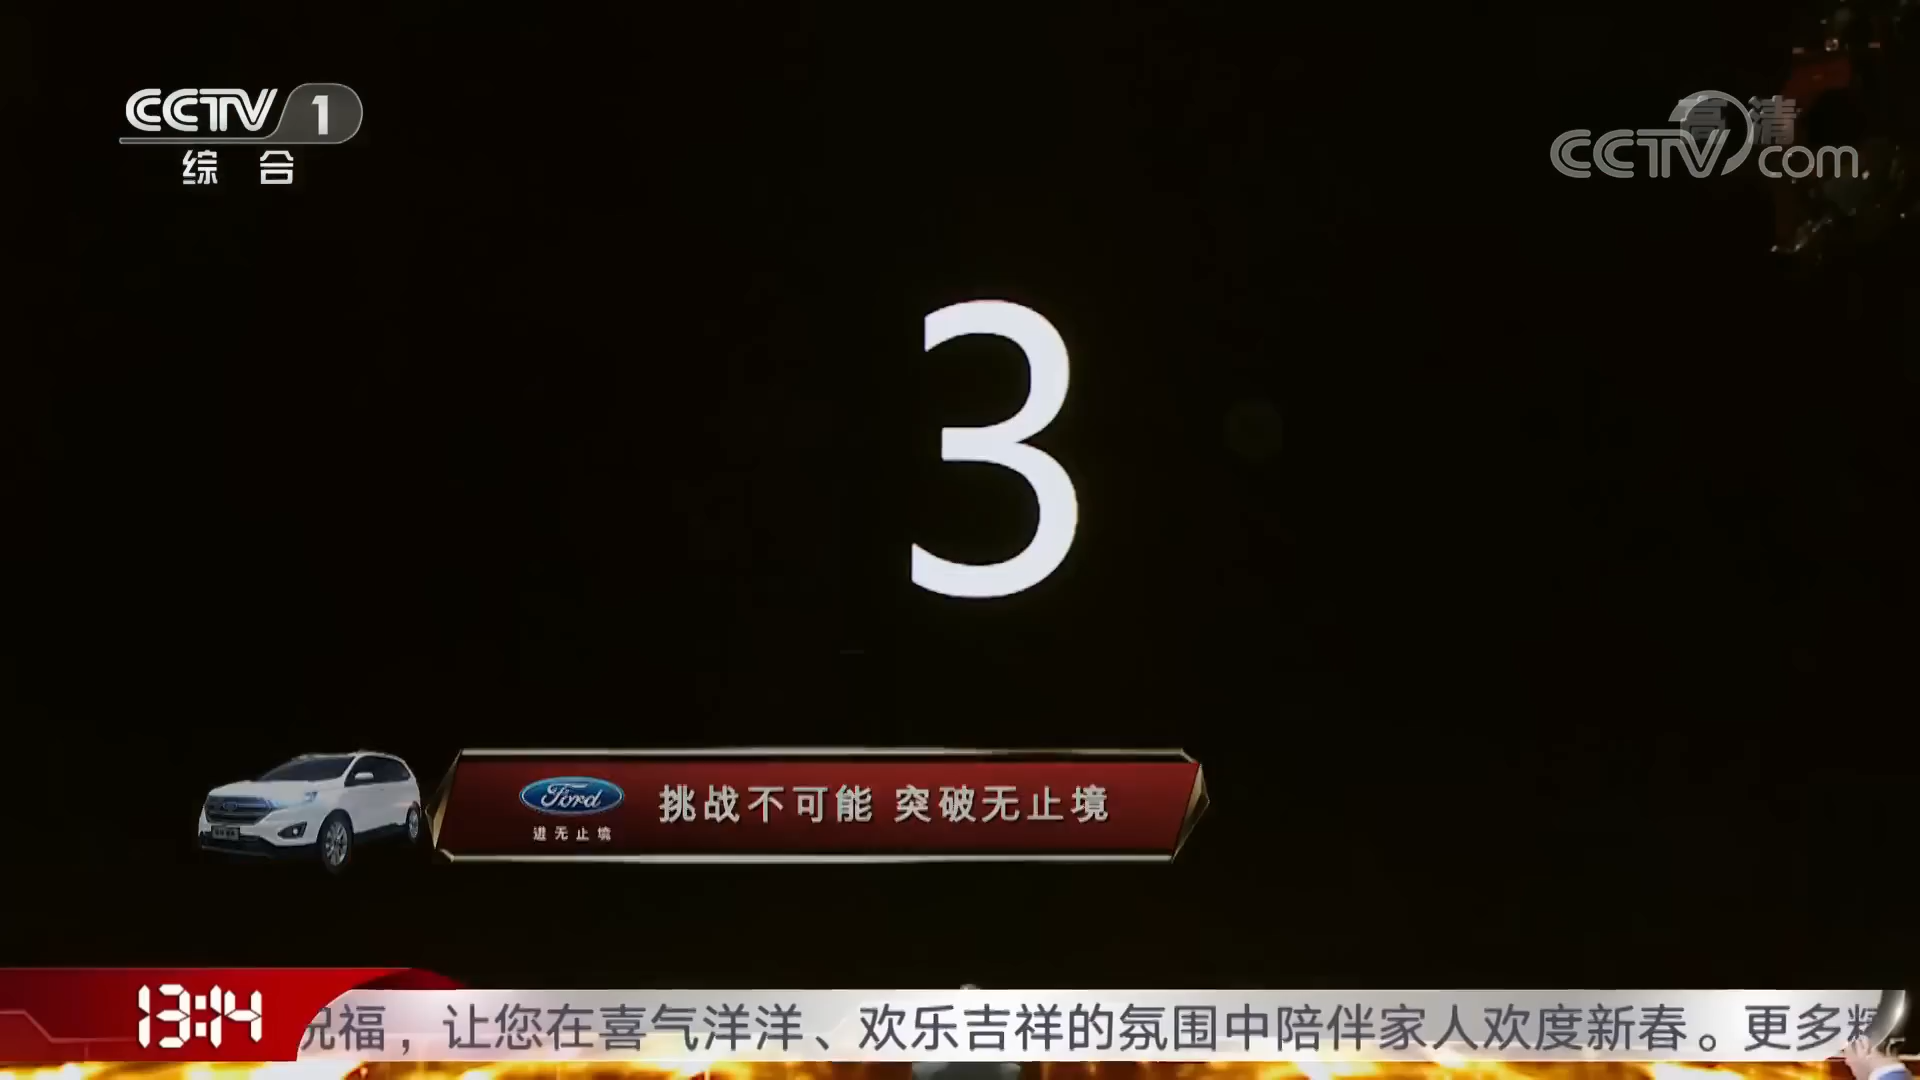 CCTV 1
综合
高清
CCTV com
3
Ford
进无止境
挑战不可能 突破无止境
13:14
祝福，让您在喜气洋洋、欢乐吉祥的氛围中陪伴家人欢度新春。更多